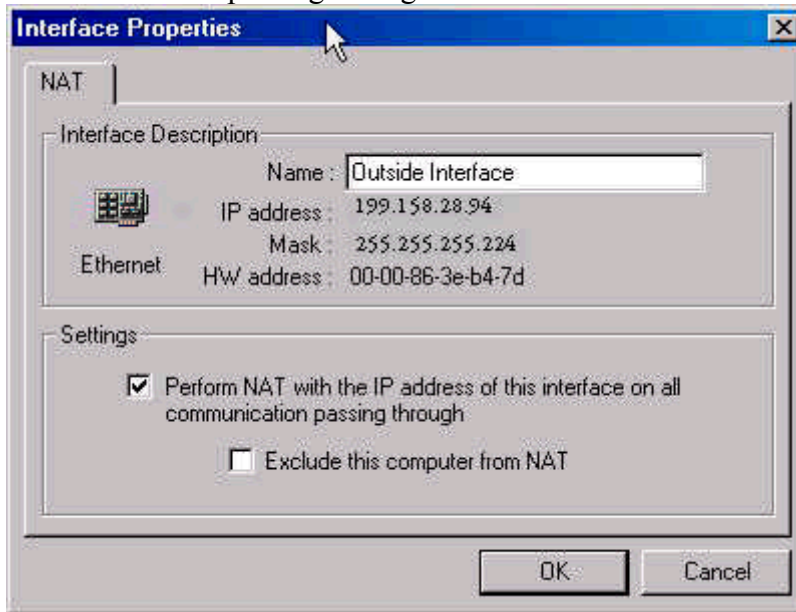 Interface Properties
NAT
Interface Description
Name : Outside Interface
IP address : 199.158.28.94
Mask : 255.255.255.224
Ethernet
HW address : 00-00-86-3e-b4-7d
Settings
Perform NAT with the IP address of this interface on all
communication passing through
Exclude this computer from NAT
OK Cancel